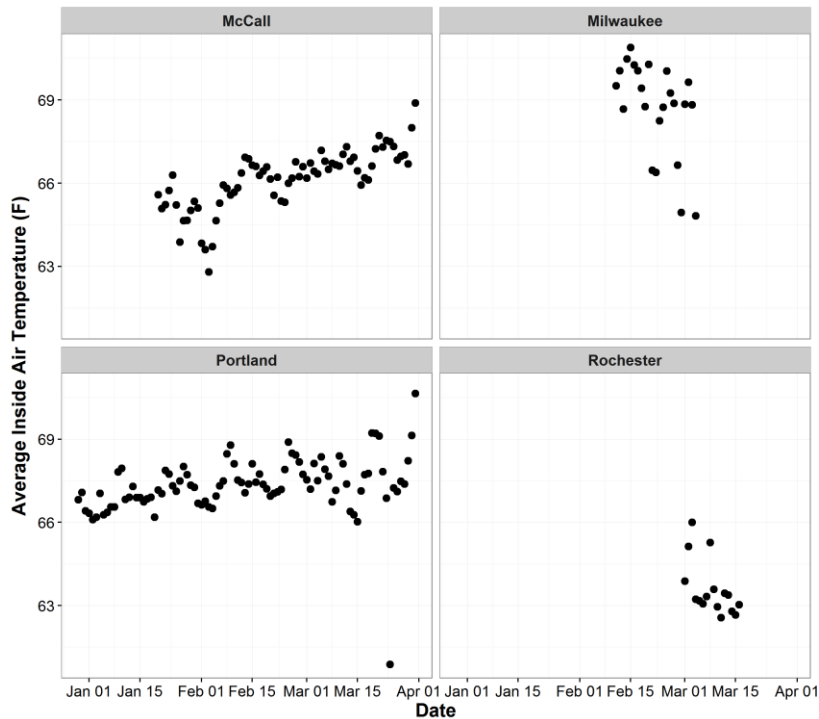 McCall
Milwaukee
69
66
63
Portland
Rochester
69
66
63
Jan 01
Jan 15
Feb 01
Feb 15
Mar 01
Mar 15
Apr 01
Jan 01
Jan 15
Feb 01
Feb 15
Mar 01
Mar 15
Apr 01
Average Inside Air Temperature (F)
Date